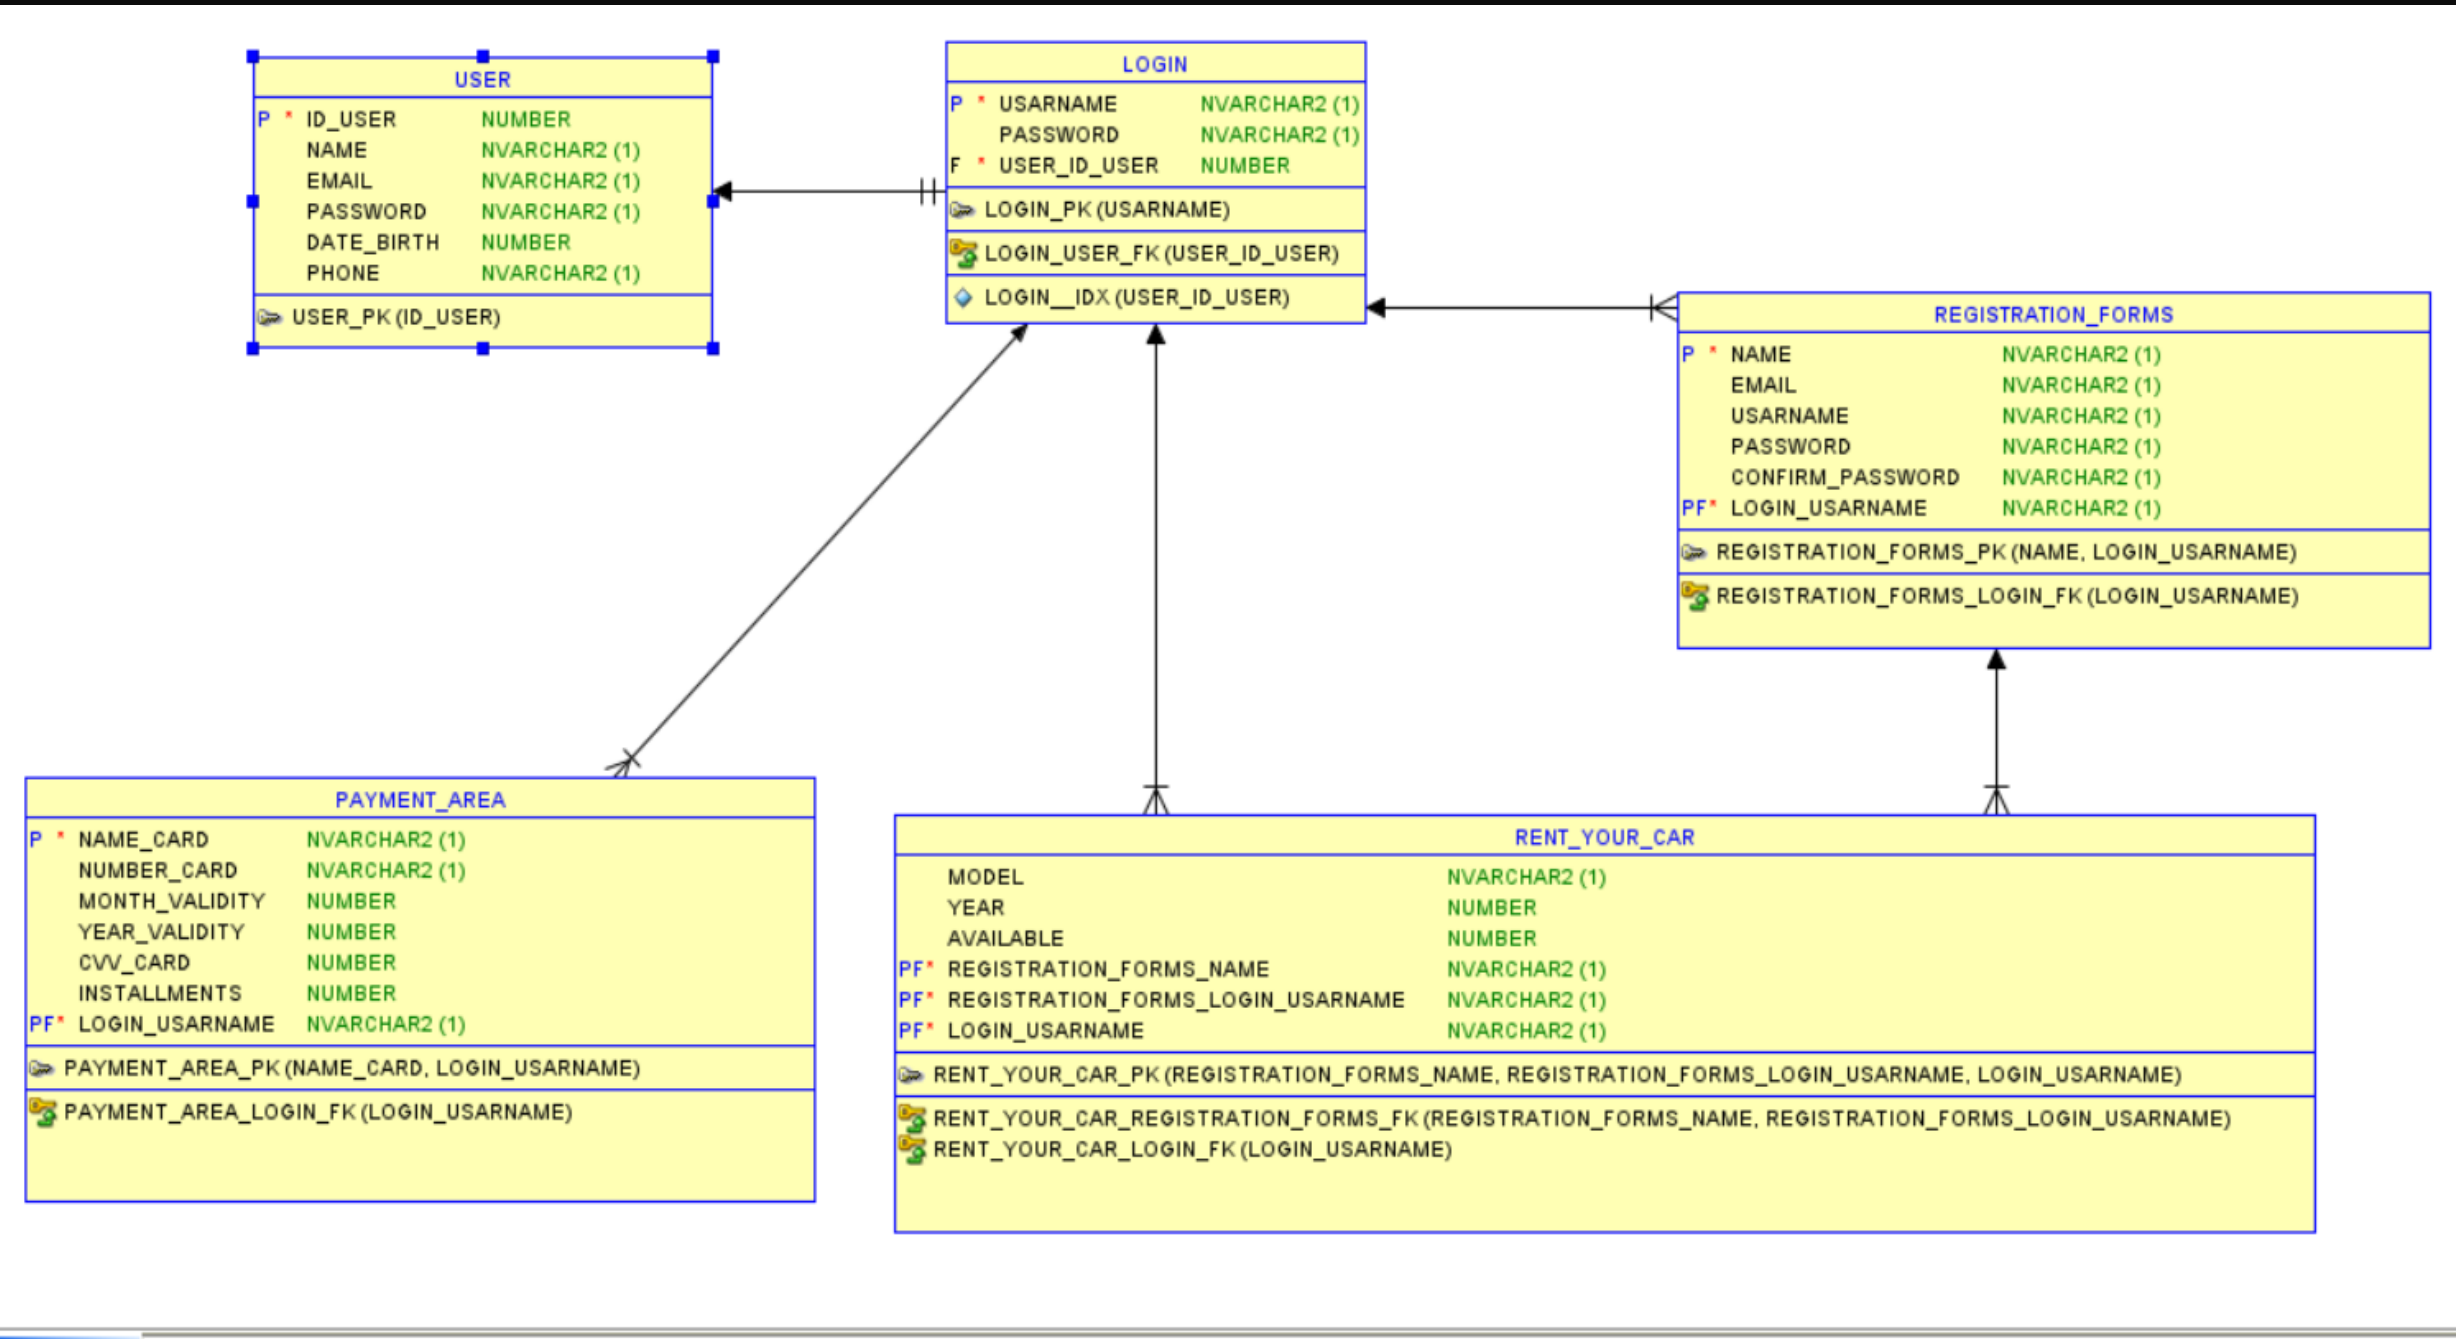 USER
P * ID_USER NUMBER
NAME NVARCHAR2 (1)
EMAIL NVARCHAR2 (1)
PASSWORD NVARCHAR2 (1)
DATE_BIRTH NUMBER
PHONE NVARCHAR2 (1)
USER_PK (ID_USER)
LOGIN
P * USARNAME NVARCHAR2 (1)
PASSWORD NVARCHAR2 (1)
F * USER_ID_USER NUMBER
LOGIN_PK (USARNAME)
LOGIN_USER_FK (USER_ID_USER)
LOGIN__IDX (USER_ID_USER)
REGISTRATION_FORMS
P * NAME NVARCHAR2 (1)
EMAIL NVARCHAR2 (1)
USARNAME NVARCHAR2 (1)
PASSWORD NVARCHAR2 (1)
CONFIRM_PASSWORD NVARCHAR2 (1)
PF* LOGIN_USARNAME NVARCHAR2 (1)
REGISTRATION_FORMS_PK (NAME, LOGIN_USARNAME)
REGISTRATION_FORMS_LOGIN_FK (LOGIN_USARNAME)
PAYMENT_AREA
P * NAME_CARD NVARCHAR2 (1)
NUMBER_CARD NVARCHAR2 (1)
MONTH_VALIDITY NUMBER
YEAR_VALIDITY NUMBER
CVV_CARD NUMBER
INSTALLMENTS NUMBER
PF* LOGIN_USARNAME NVARCHAR2 (1)
PAYMENT_AREA_PK (NAME_CARD, LOGIN_USARNAME)
PAYMENT_AREA_LOGIN_FK (LOGIN_USARNAME)
RENT_YOUR_CAR
MODEL NVARCHAR2 (1)
YEAR NUMBER
AVAILABLE NUMBER
PF* REGISTRATION_FORMS_NAME NVARCHAR2 (1)
PF* REGISTRATION_FORMS_LOGIN_USARNAME NVARCHAR2 (1)
PF* LOGIN_USARNAME NVARCHAR2 (1)
RENT_YOUR_CAR_PK (REGISTRATION_FORMS_NAME, REGISTRATION_FORMS_LOGIN_USARNAME, LOGIN_USARNAME)
RENT_YOUR_CAR_REGISTRATION_FORMS_FK (REGISTRATION_FORMS_NAME, REGISTRATION_FORMS_LOGIN_USARNAME)
RENT_YOUR_CAR_LOGIN_FK (LOGIN_USARNAME)